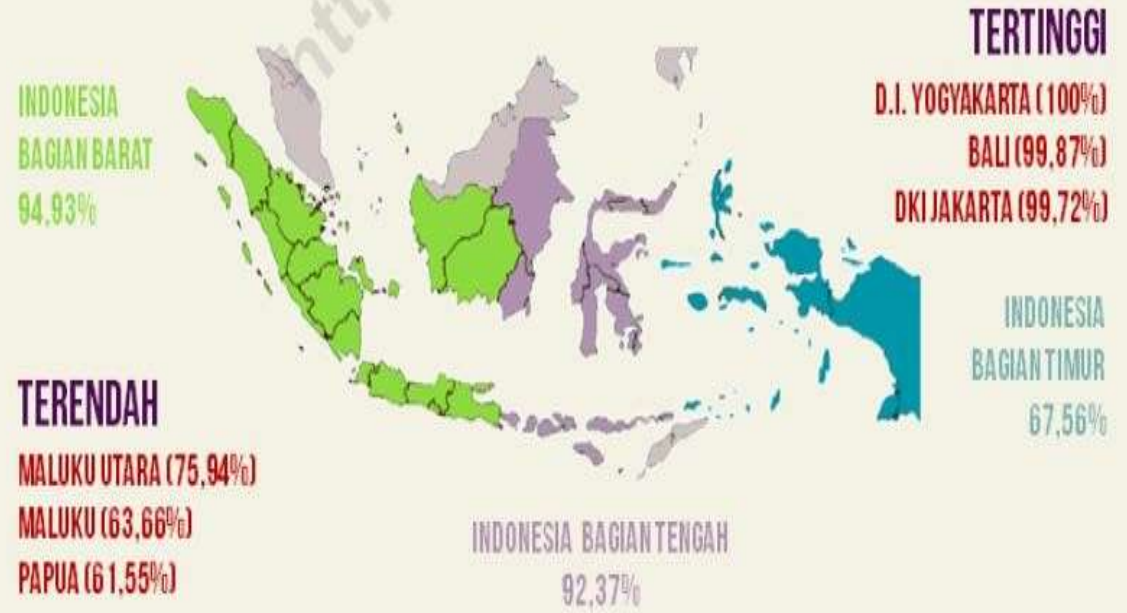 http
TERTINGGI
D.I. YOGYAKARTA (100%)
BALI (99,87%)
DKI JAKARTA (99,72%)
INDONESIA
BAGIAN BARAT
94,93%
INDONESIA
BAGIAN TIMUR
67,56%
TERENDAH
MALUKU UTARA (75,94%)
MALUKU (63,66%)
PAPUA (61,55%)
INDONESIA BAGIAN TENGAH
92,37%